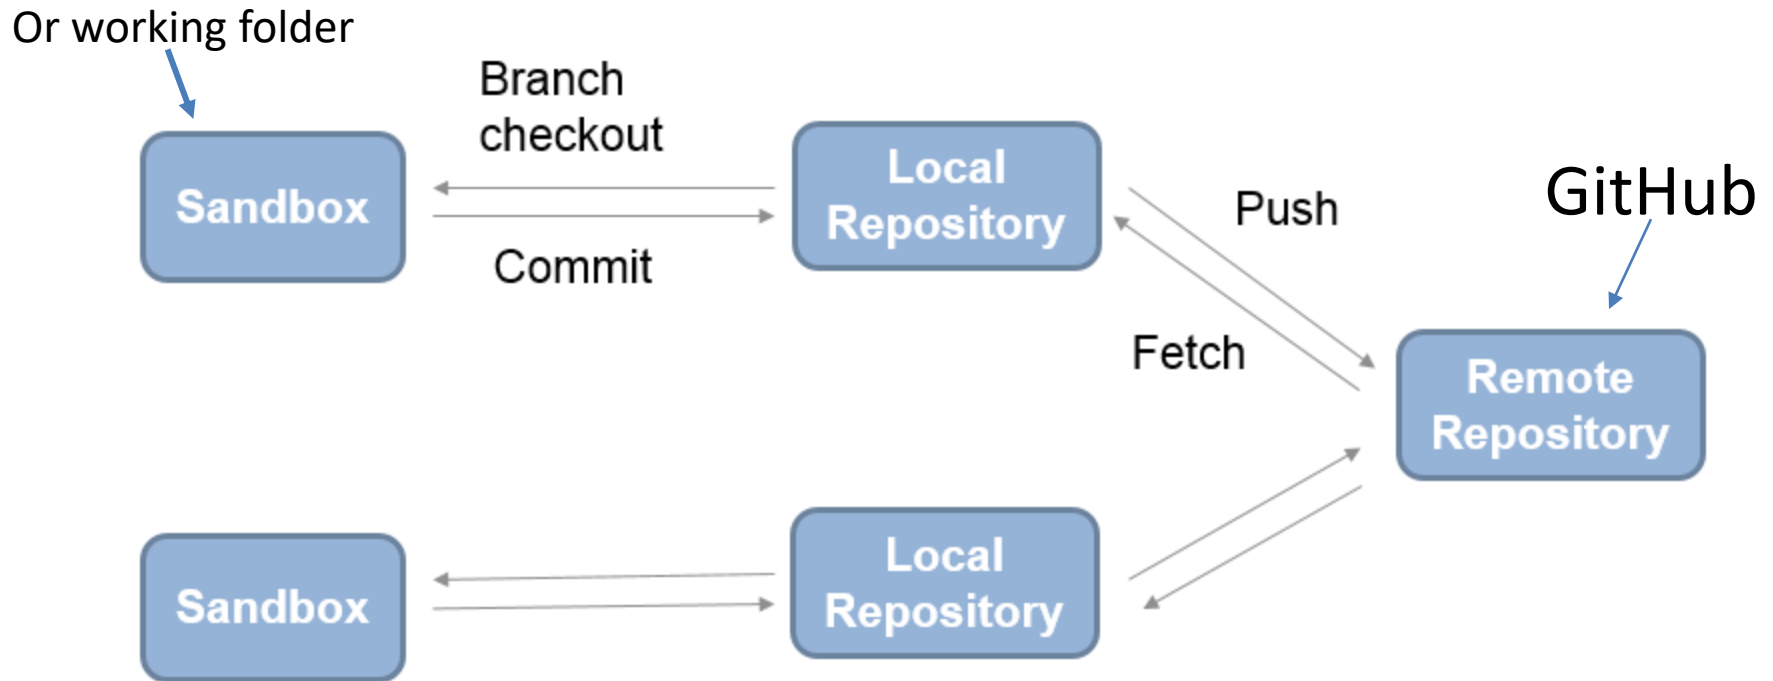 Or working folder
Branch
checkout
Sandbox
Local
Repository
Commit
Push
GitHub
Fetch
Remote
Repository
Sandbox
Local
Repository